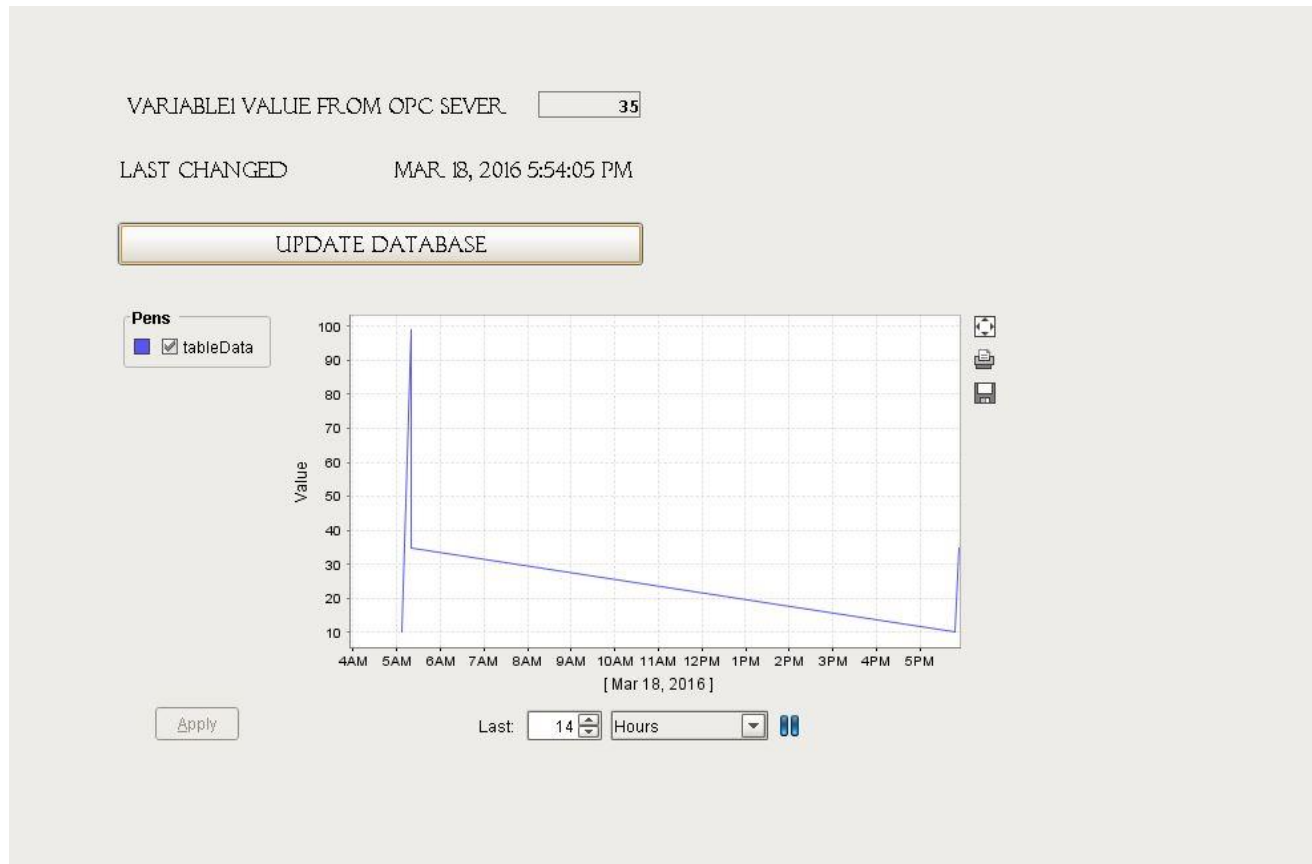 VARIABLE1 VALUE FROM OPC SEVER 35
LAST CHANGED MAR. 18, 2016 5:54:05 PM
UPDATE DATABASE
Pens
tableData
100
90
80
70
60
50
40
30
20
10
Value
4AM 5AM 6AM 7AM 8AM 9AM 10AM 11AM 12PM 1PM 2PM 3PM 4PM 5PM
[ Mar 18, 2016 ]
Apply Last: 14 Hours